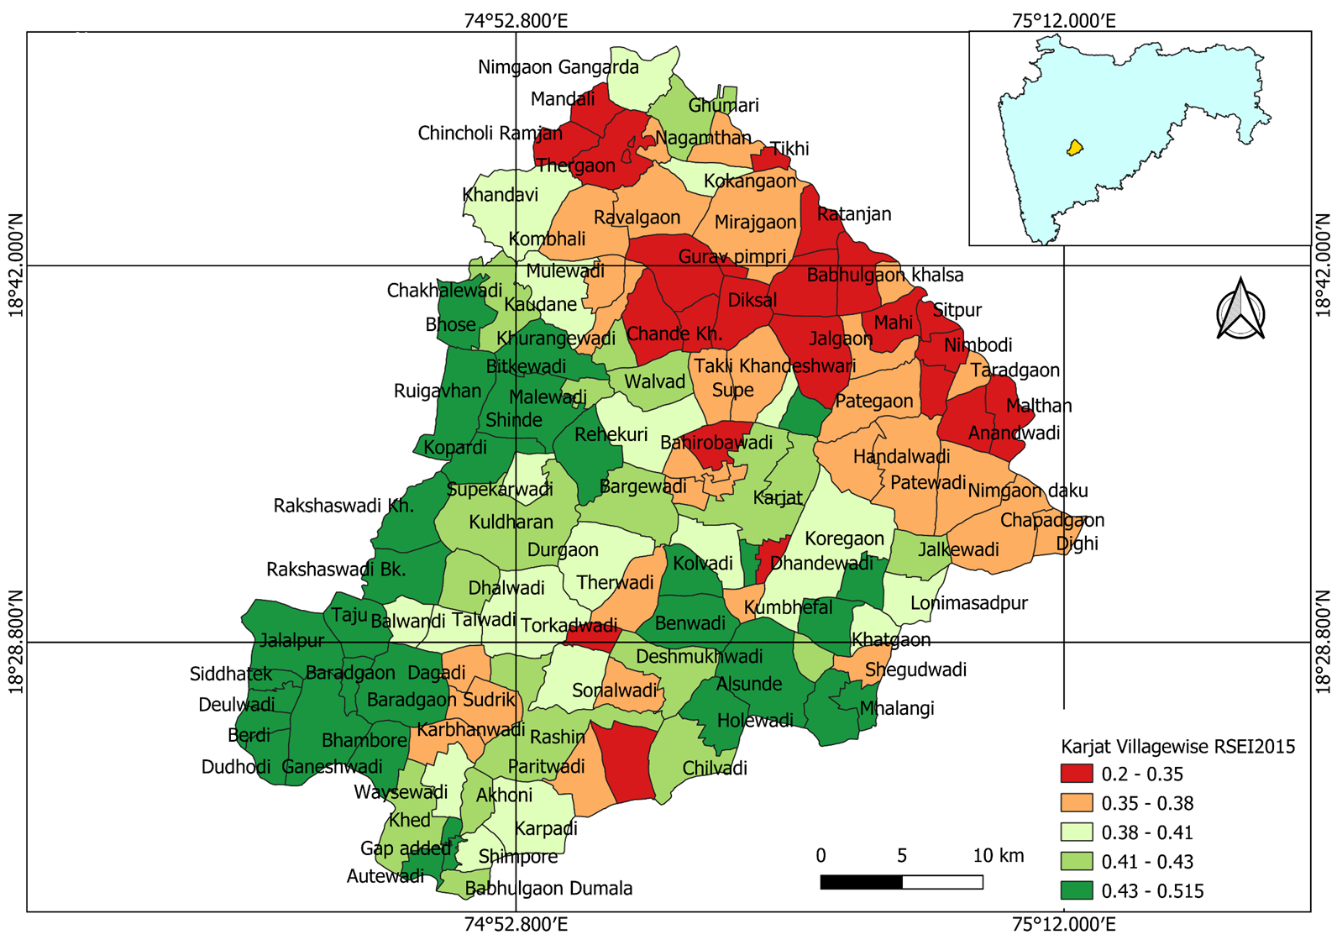 74°52.800′E
75°12.000′E
Nimgaon Gangarda
Mandali
Ghumari
Chincholi Ramjan
Nagamthan
Tikhi
Thergaon
Kokangaon
Khandavi
Ravalgaon
Mirajgaon
Ratanjan
Kombhali
18°42.000′N
18°42.000′N
Gurav pimpri
Mulewadi
Babhulgaon khalsa
Chakhalewadi
Kaudane
Diksal
Sitpur
Bhose
Mahi
Khurangewadi
Chande Kh.
Jalgaon
Nimbodi
Bitkewadi
Takli Khandeshwari
Taradgaon
Ruigavhan
Walvad
Supe
Malewadi
Pategaon
Malthan
Shinde
Rehekuri
Anandwadi
Kopardi
Bahirobawadi
Handalwadi
Supekarwadi
Bargewadi
Patewadi
Nimgaon daku
Karjat
Rakshaswadi Kh.
Kuldharan
Chapadgaon
Koregaon
Dighi
Durgaon
Jalkewadi
Rakshaswadi Bk.
Kolvadi
Dhandewadi
Dhalwadi
Therwadi
Lonimasadpur
Kumbhefal
Taju
Balwandi
Talwadi
Torkadwadi
Benwadi
18°28.800′N
18°28.800′N
Jalalpur
Khatgaon
Deshmukhwadi
Siddhatek
Baradgaon
Dagadi
Shegudwadi
Alsunde
Sonalwadi
Deulwadi
Baradgaon Sudrik
Mhalangi
Holewadi
Berdi
Bhambore
Karbhanwadi
Rashin
Dudhodi
Ganeshwadi
Paritwadi
Chilvadi
Waysewadi
Akhoni
Khed
Karpadi
Gap added
Shimpore
Autewadi
Babhulgaon Dumala
Karjat Villagewise RSEI2015
0.2 - 0.35
0.35 - 0.38
0.38 - 0.41
0.41 - 0.43
0.43 - 0.515
0 5 10 km
74°52.800′E
75°12.000′E